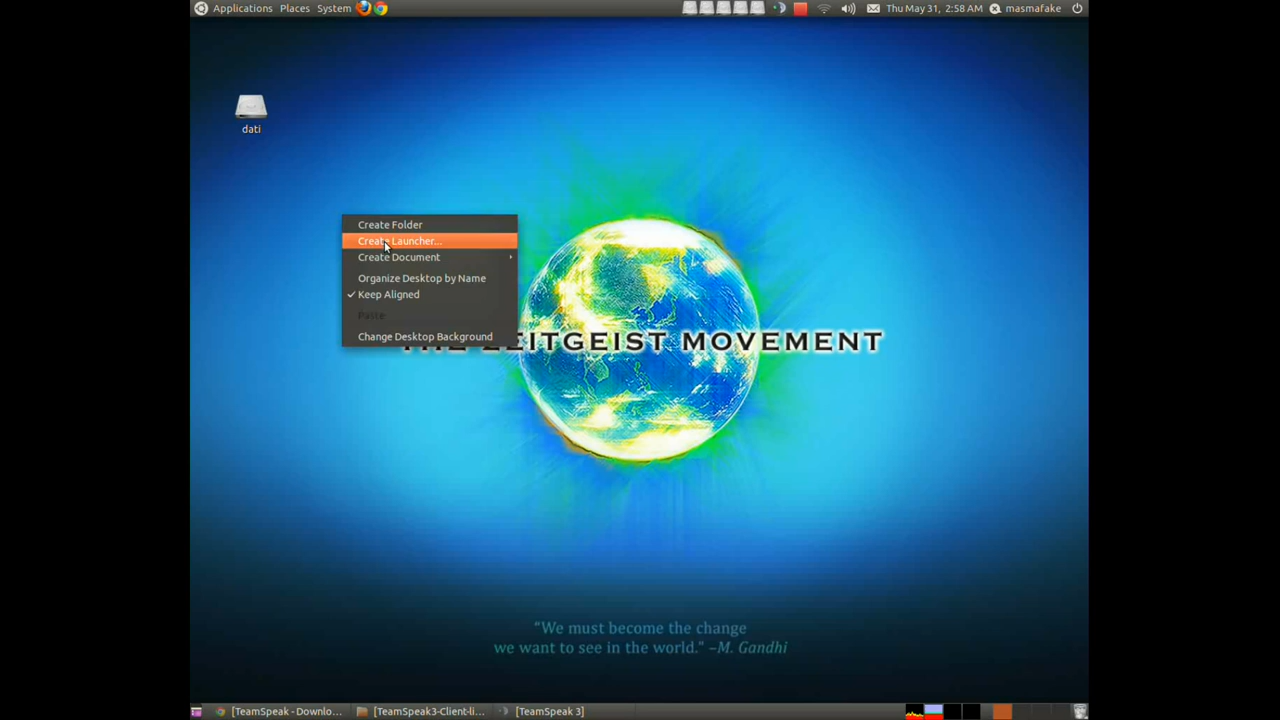 Applications Places System
Thu May 31, 2:58 AM masmafake
dati
Create Folder
Create Launcher...
Create Document
Organize Desktop by Name
Keep Aligned
Paste
Change Desktop Background
ZEITGEIST MOVEMENT
“We must become the change
we want to see in the world.” –M. Gandhi
[TeamSpeak - Downlo... [TeamSpeak3-Client-li... [TeamSpeak 3]